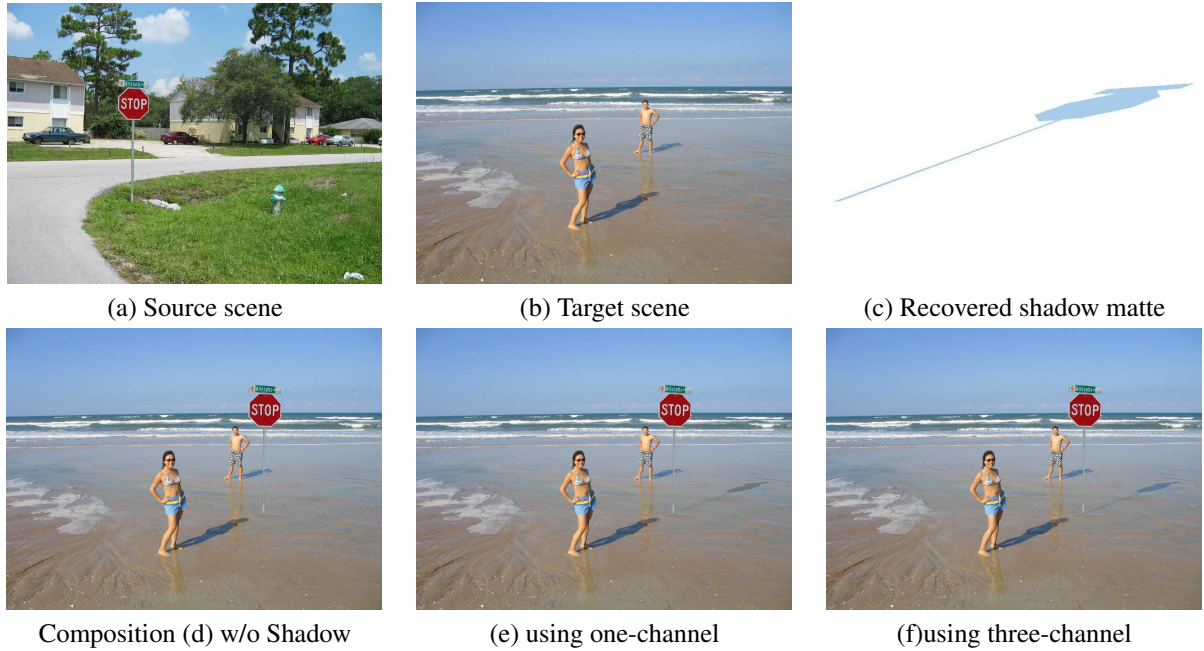 STOP
(a) Source scene
(b) Target scene
(c) Recovered shadow matte
STOP
STOP
STOP
Composition (d) w/o Shadow
(e) using one-channel
(f)using three-channel